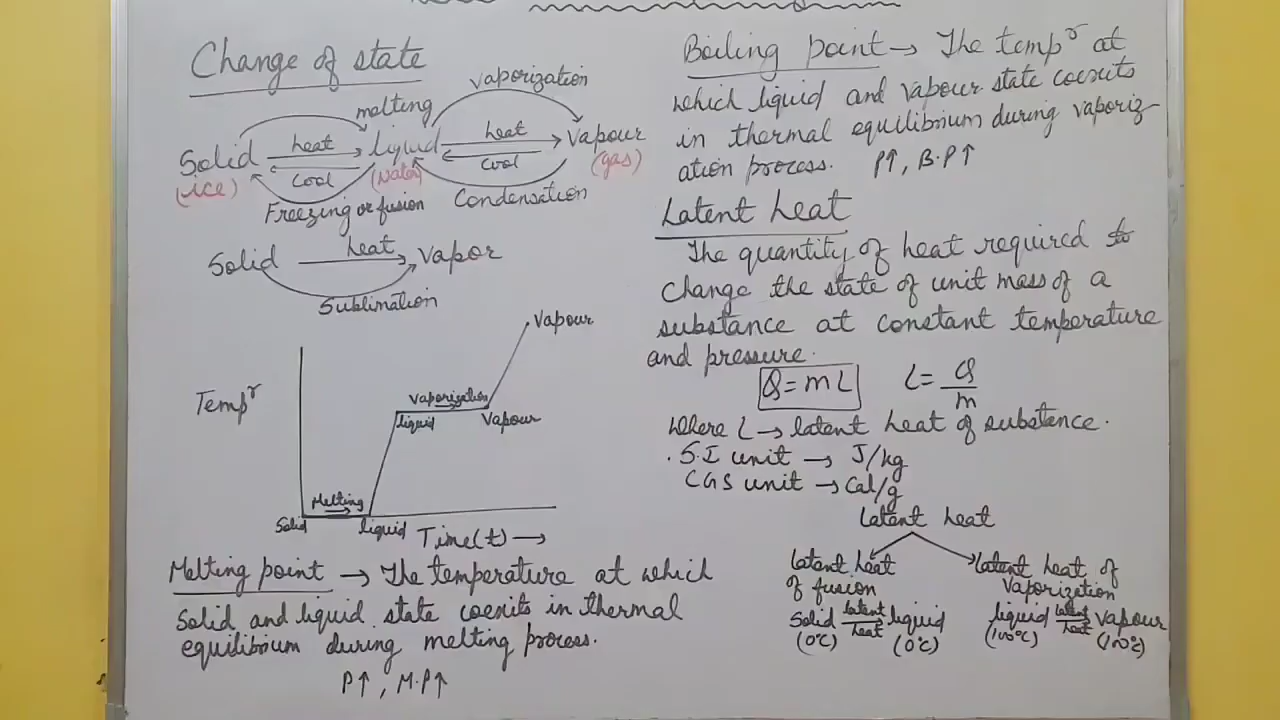 Change of state
vaporization
melting
Solid heat liquid heat Vapour
cool cool
(ice) (water) (gas)
Freezing or fusion Condensation
Solid heat Vapor
Sublimation
Vapour
Temp^r
vaporization
liquid Vapour
Melting
Solid liquid Time(t) →
Melting point → The temperature at which
Solid and liquid state coexits in thermal
equilibrium during melting process.
P↑, M.P↑
Boiling point → The temp^r at
which liquid and vapour state coexits
in thermal equilibrium during vaporiz-
ation process. P↑, B.P↑
Latent heat
The quantity of heat required to
change the state of unit mass of a
substance at constant temperature
and pressure.
Q = mL L = Q/m
Where L → latent heat of substance.
. S.I unit → J/kg
CGS unit → Cal/g
Latent heat
latent heat latent heat of
of fusion Vaporization
Solid latent heat liquid liquid latent heat vapour
(0°C) (0°C) (100°C) (100°C)